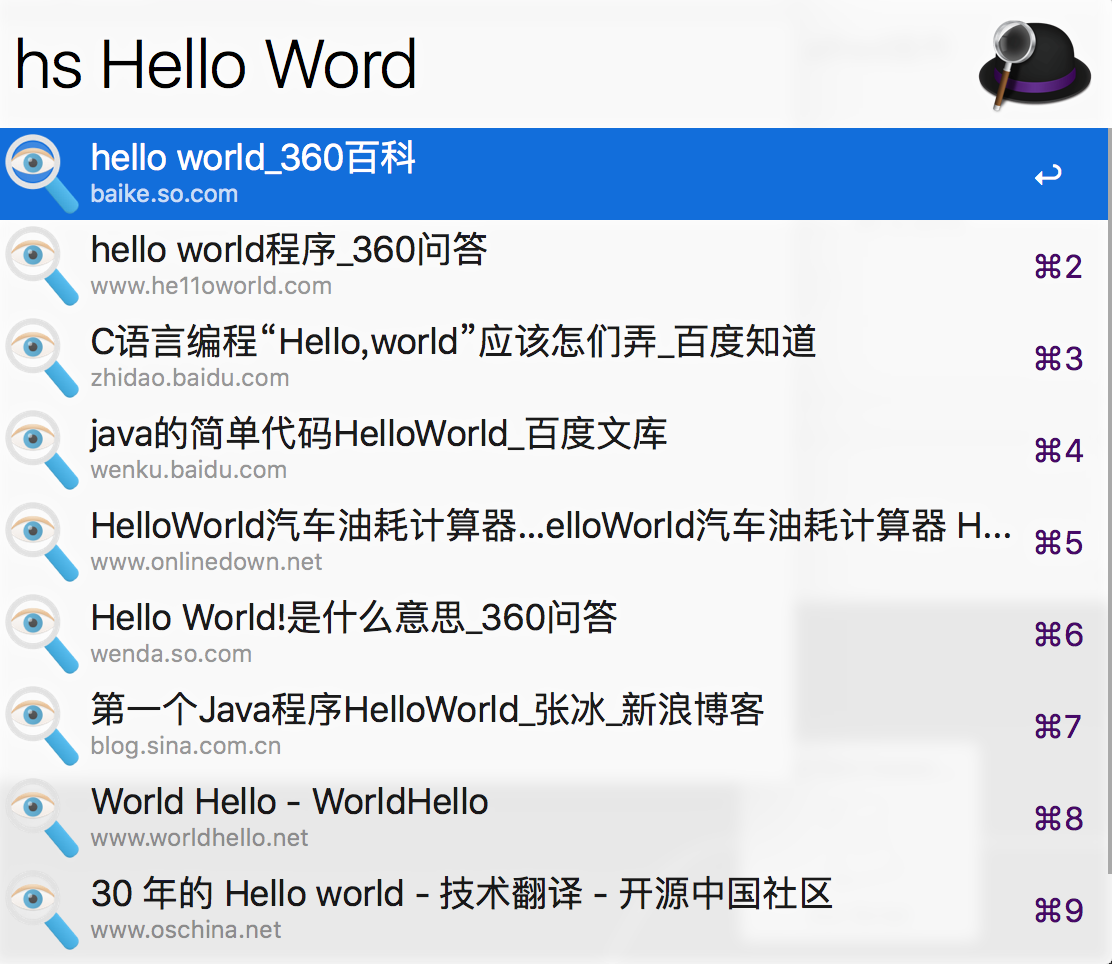 hs Hello Word
hello world_360百科
baike.so.com
hello world程序_360问答
www.he11oworld.com
⌘2
C语言编程“Hello,world”应该怎们弄_百度知道
zhidao.baidu.com
⌘3
java的简单代码HelloWorld_百度文库
wenku.baidu.com
⌘4
HelloWorld汽车油耗计算器...elloWorld汽车油耗计算器 H...
www.onlinedown.net
⌘5
Hello World!是什么意思_360问答
wenda.so.com
⌘6
第一个Java程序HelloWorld_张冰_新浪博客
blog.sina.com.cn
⌘7
World Hello - WorldHello
www.worldhello.net
⌘8
30 年的 Hello world - 技术翻译 - 开源中国社区
www.oschina.net
⌘9